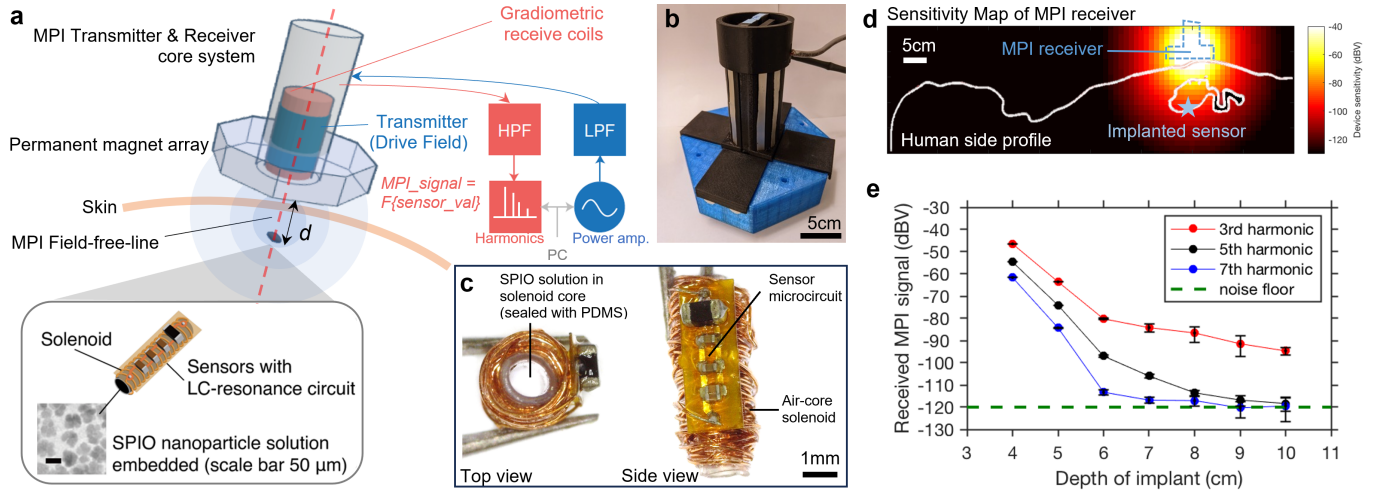 a
MPI Transmitter & Receiver
core system
Gradiometric
receive coils
Permanent magnet array
Transmitter
(Drive Field)
HPF
LPF
Skin
MPI Field-free-line
d
MPI_signal =
F{sensor_val}
Harmonics
Power amp.
PC
Solenoid
Sensors with
LC-resonance circuit
SPIO nanoparticle solution
embedded (scale bar 50 µm)
b
5cm
c
SPIO solution in
solenoid core
(sealed with PDMS)
Sensor
microcircuit
Air-core
solenoid
Top view
Side view
1mm
d
Sensitivity Map of MPI receiver
5cm
MPI receiver
Implanted sensor
Human side profile
-40
-60
-80
-100
-120
Device sensitivity (dBV)
e
Received MPI signal (dBV)
-30
-40
-50
-60
-70
-80
-90
-100
-110
-120
-130
3rd harmonic
5th harmonic
7th harmonic
noise floor
3 4 5 6 7 8 9 10 11
Depth of implant (cm)